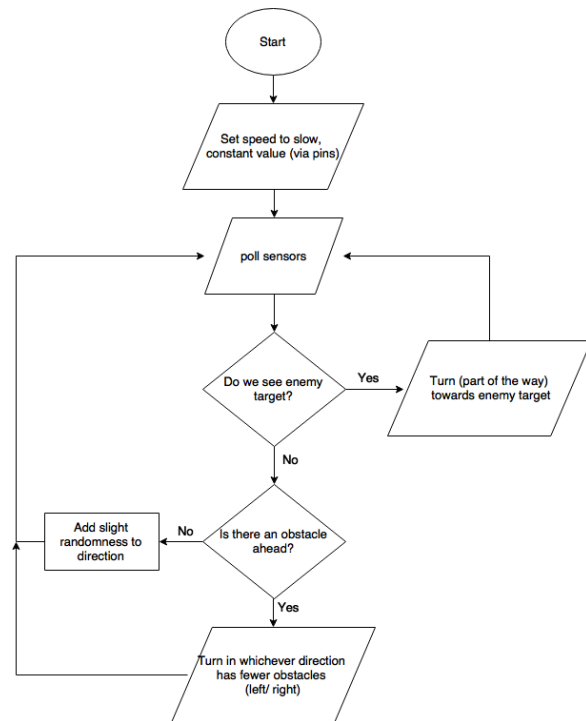 Start
Set speed to slow,
constant value (via pins)
poll sensors
Do we see enemy
target?
Yes
Turn (part of the way)
towards enemy target
No
Is there an obstacle
ahead?
No
Add slight
randomness to
direction
Yes
Turn in whichever direction
has fewer obstacles
(left/ right)